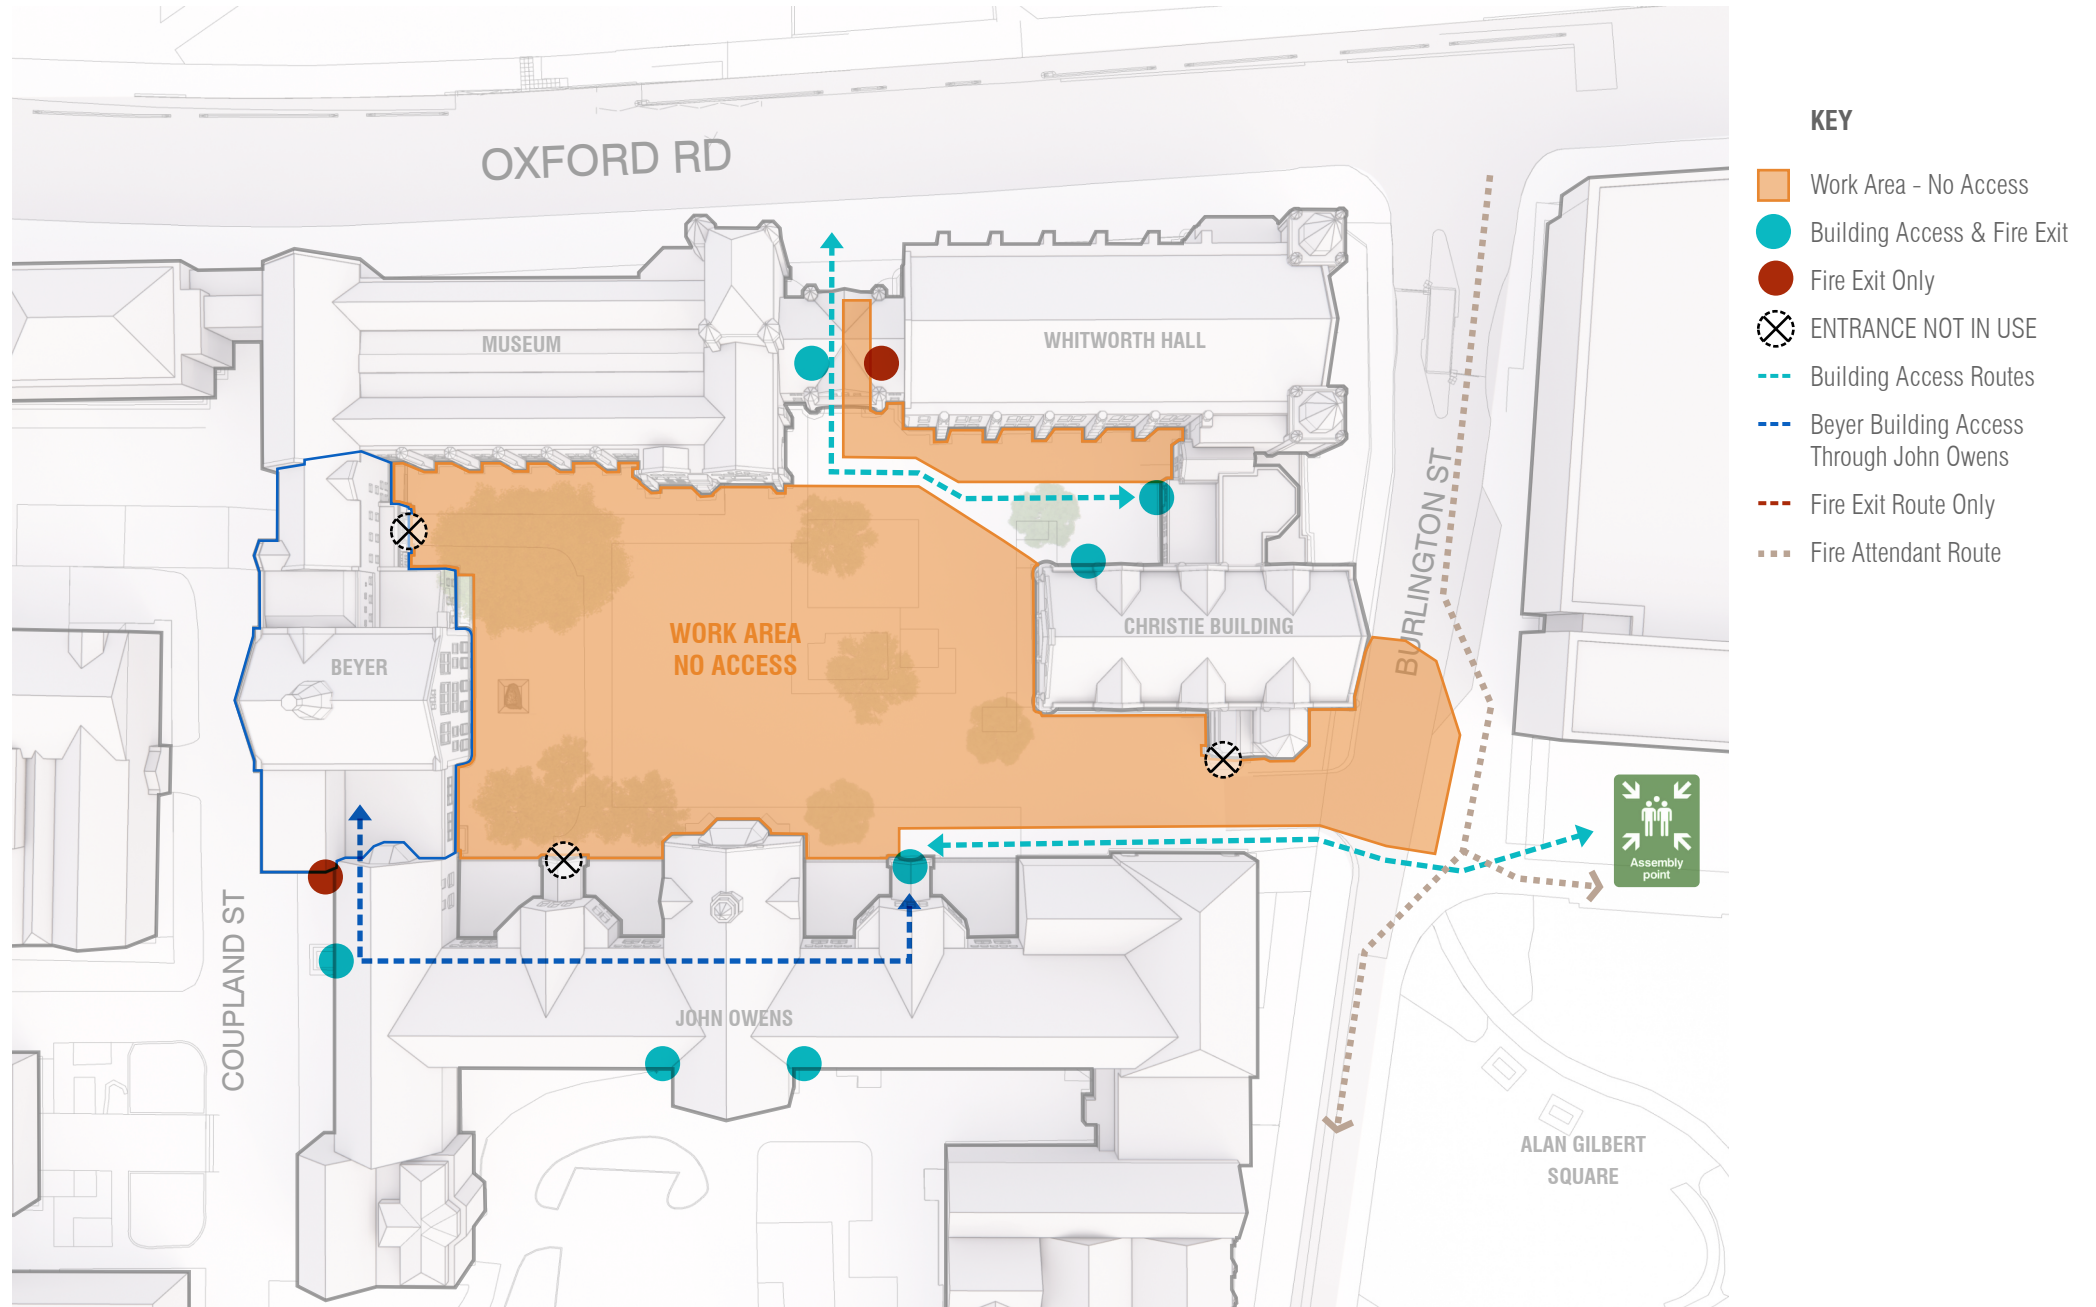 OXFORD RD
MUSEUM
WHITWORTH HALL
BURLINGTON ST
WORK AREA
NO ACCESS
CHRISTIE BUILDING
BEYER
Assembly
point
COUPLAND ST
JOHN OWENS
ALAN GILBERT
SQUARE
KEY
Work Area - No Access
Building Access & Fire Exit
Fire Exit Only
ENTRANCE NOT IN USE
Building Access Routes
Beyer Building Access
Through John Owens
Fire Exit Route Only
Fire Attendant Route